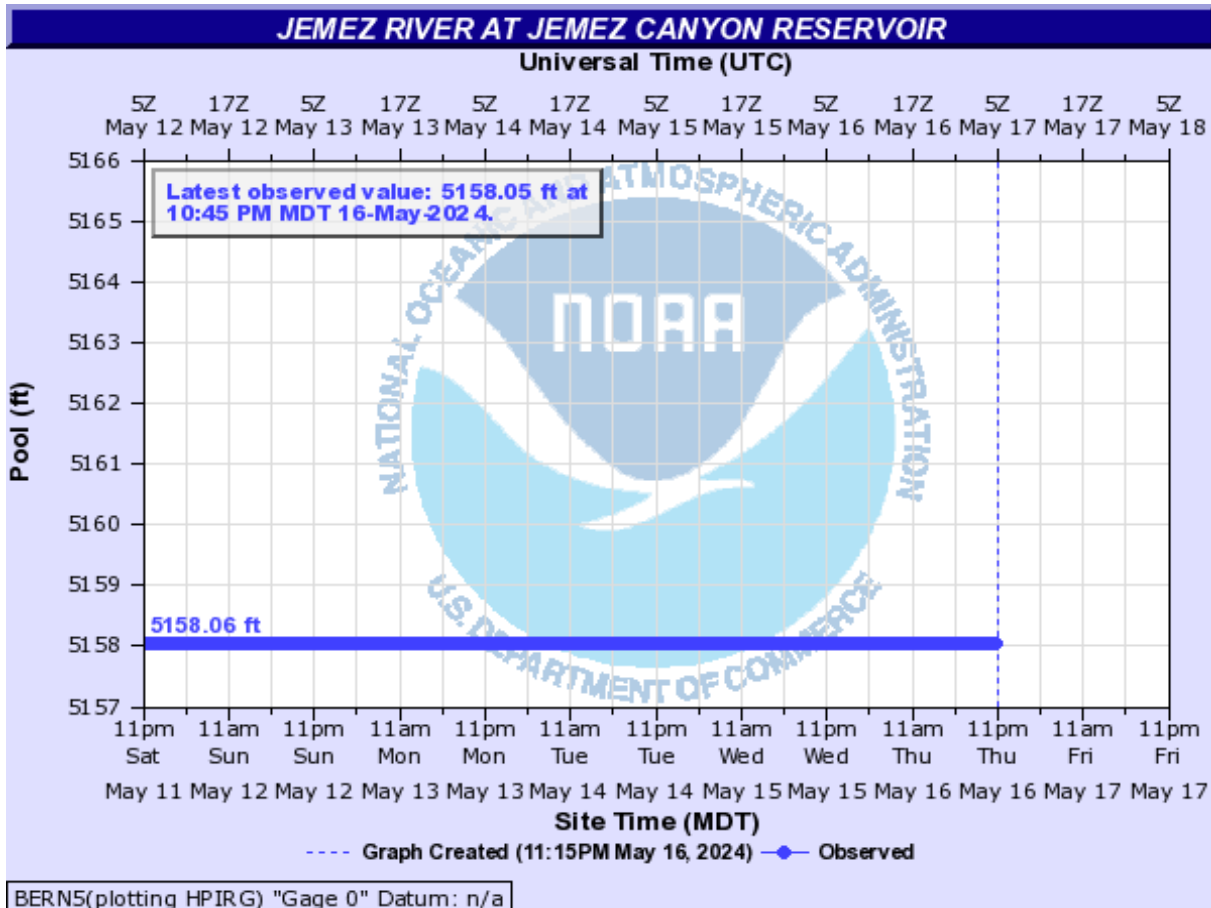 JEMEZ RIVER AT JEMEZ CANYON RESERVOIR
Universal Time (UTC)
5Z 17Z 5Z 17Z 5Z 17Z 5Z 17Z 5Z 17Z 5Z 17Z 5Z
May 12 May 12 May 13 May 13 May 14 May 14 May 15 May 15 May 16 May 16 May 17 May 17 May 18
Latest observed value: 5158.05 ft at
10:45 PM MDT 16-May-2024.
NATIONAL OCEANIC AND ATMOSPHERIC ADMINISTRATION
NOAA
U.S. DEPARTMENT OF COMMERCE
Pool (ft)
5166
5165
5164
5163
5162
5161
5160
5159
5158
5157
5158.06 ft
11pm 11am 11pm 11am 11pm 11am 11pm 11am 11pm 11am 11pm 11am 11pm
Sat Sun Sun Mon Mon Tue Tue Wed Wed Thu Thu Fri Fri
May 11 May 12 May 12 May 13 May 13 May 14 May 14 May 15 May 15 May 16 May 16 May 17 May 17
Site Time (MDT)
Graph Created (11:15PM May 16, 2024) Observed
BERN5(plotting HPIRG) "Gage 0" Datum: n/a